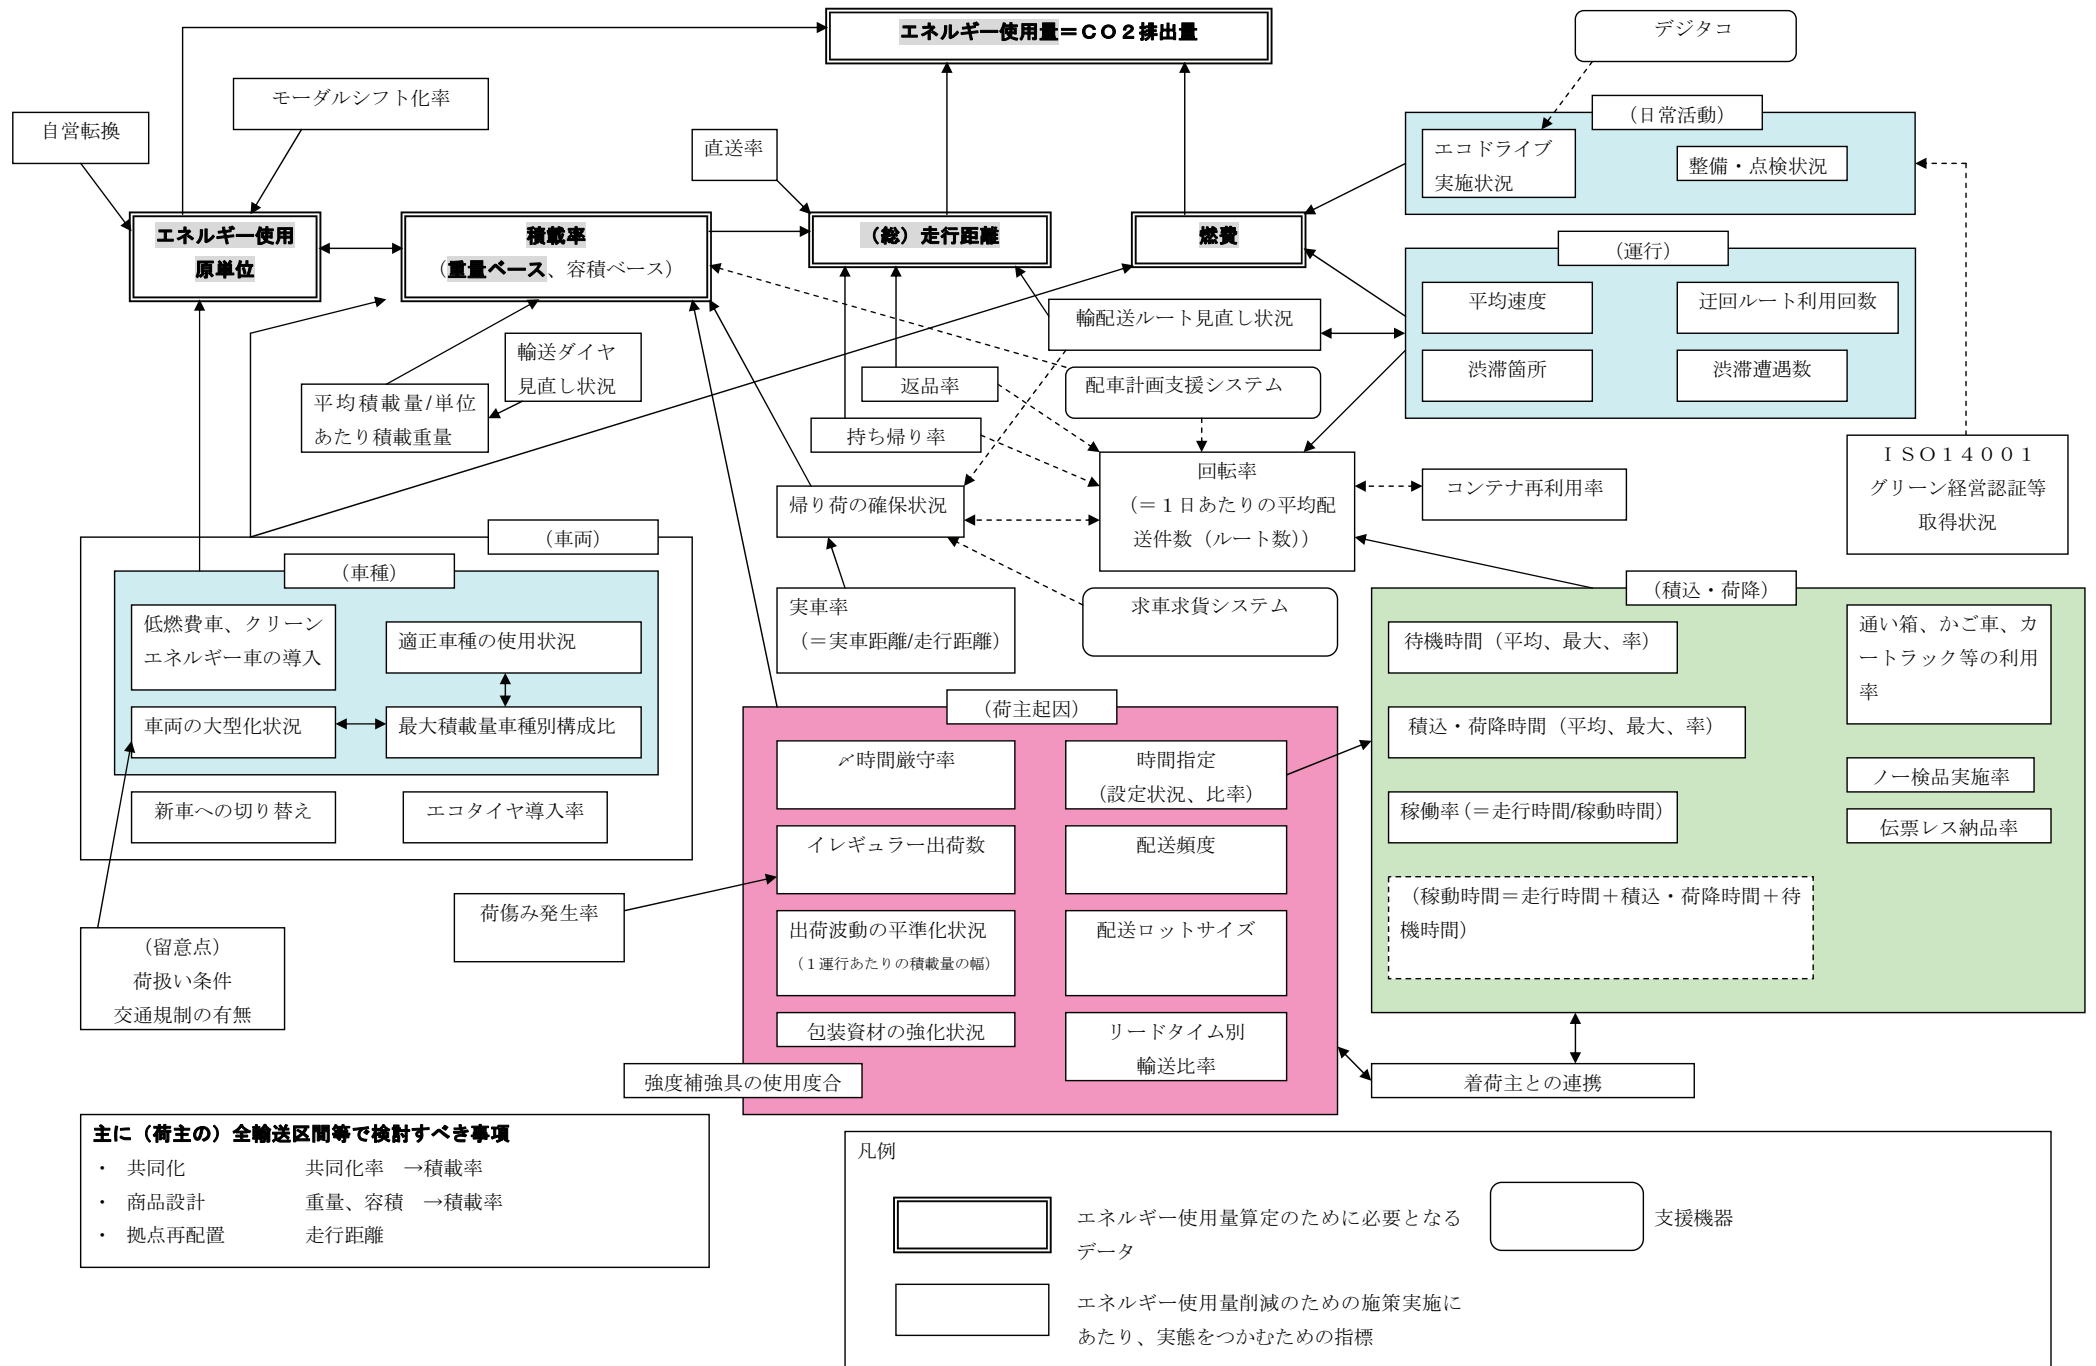 エネルギー使用量＝ＣＯ２排出量
デジタコ
モーダルシフト化率
自営転換
直送率
（日常活動）
エコドライブ
実施状況
整備・点検状況
エネルギー使用
原単位
積載率
（重量ベース、容積ベース）
（総）走行距離
燃費
（運行）
平均速度
迂回ルート利用回数
渋滞箇所
渋滞遭遇数
輸配送ルート見直し状況
輸送ダイヤ
見直し状況
平均積載量/単位
あたり積載重量
返品率
配車計画支援システム
持ち帰り率
回転率
（＝１日あたりの平均配
送件数（ルート数））
帰り荷の確保状況
コンテナ再利用率
ＩＳＯ１４００１
グリーン経営認証等
取得状況
（車両）
（車種）
低燃費車、クリーン
エネルギー車の導入
適正車種の使用状況
車両の大型化状況
最大積載量車種別構成比
新車への切り替え
エコタイヤ導入率
実車率
（＝実車距離/走行距離）
求車求貨システム
（積込・荷降）
待機時間（平均、最大、率）
通い箱、かご車、カ
ートラック等の利用
率
積込・荷降時間（平均、最大、率）
ノー検品実施率
稼働率（＝走行時間/稼動時間）
伝票レス納品率
（稼動時間＝走行時間＋積込・荷降時間＋待
機時間）
（荷主起因）
〆時間厳守率
時間指定
（設定状況、比率）
イレギュラー出荷数
配送頻度
荷傷み発生率
出荷波動の平準化状況
（１運行あたりの積載量の幅）
配送ロットサイズ
包装資材の強化状況
リードタイム別
輸送比率
強度補強具の使用度合
着荷主との連携
（留意点）
荷扱い条件
交通規制の有無
主に（荷主の）全輸送区間等で検討すべき事項
・ 共同化 共同化率 →積載率
・ 商品設計 重量、容積 →積載率
・ 拠点再配置 走行距離
凡例
エネルギー使用量算定のために必要となる
データ
支援機器
エネルギー使用量削減のための施策実施に
あたり、実態をつかむための指標